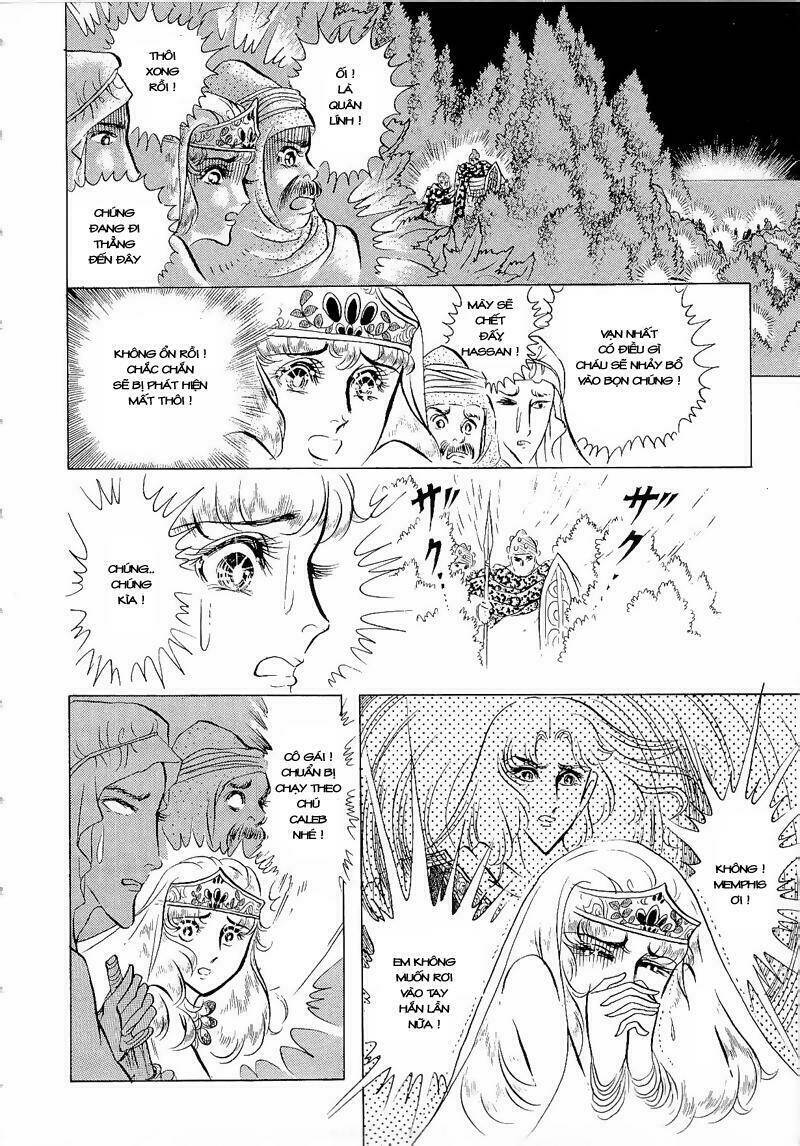 THÔI
XONG
RỒI !
ỐI !
LÀ
QUÂN
LÍNH !
CHÚNG
ĐANG ĐI
THẲNG
ĐẾN ĐÂY
KHÔNG ỔN RỒI !
CHẮC CHẮN
SẼ BỊ PHÁT HIỆN
MẤT THÔI !
MÀY SẼ
CHẾT
ĐẤY,
HASSAN !
VẠN NHẤT
CÓ ĐIỀU GÌ
CHÁU SẼ NHẢY BỔ
VÀO BỌN CHÚNG !
CHÚNG..
CHÚNG
KÌA !
ザザ
ク.
ザザ
ク.
CÔ GÁI !
CHUẨN BỊ
CHẠY THEO
CHÚ
CALEB
NHÉ !
KHÔNG !
MEMPHIS
ƠI !
EM KHÔNG
MUỐN RƠI
VÀO TAY
HẮN LẦN
NỮA !